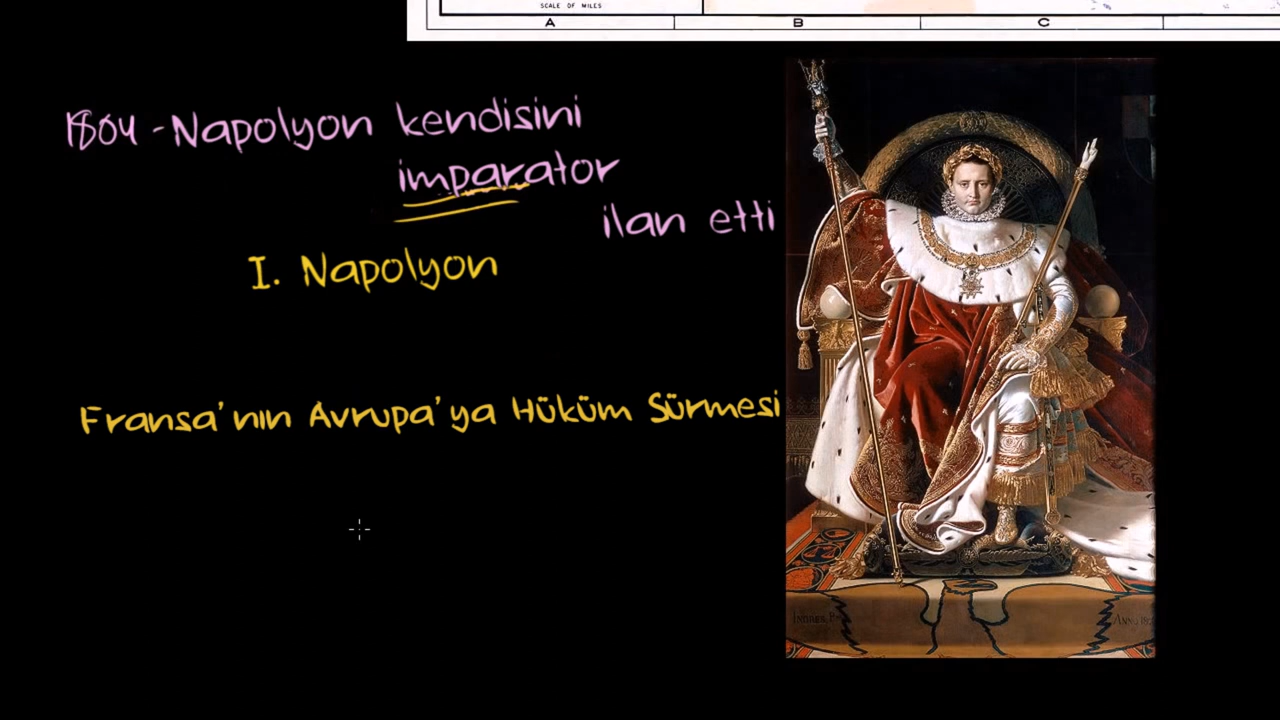 SCALE OF MILES
A B C
1804 - Napolyon kendisini
imparator
ilan etti
I. Napolyon
Fransa'nın Avrupa'ya Hüküm Sürmesi